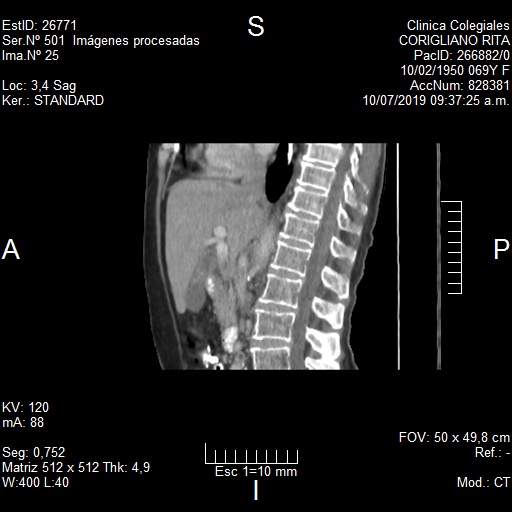 EstID: 26771
Ser.Nº 501  Imágenes procesadas
Ima.Nº 25
Loc: 3,4 Sag
Ker.: STANDARD
S
Clinica Colegiales
CORIGLIANO RITA
PacID: 266882/0
10/02/1950 069Y F
AccNum: 828381
10/07/2019 09:37:25 a.m.
A
P
KV: 120
mA: 88
Seg: 0,752
Matriz 512 x 512 Thk: 4,9
W:400 L:40
Esc 1=10 mm
I
FOV: 50 x 49,8 cm
Ref.: -
Mod.: CT